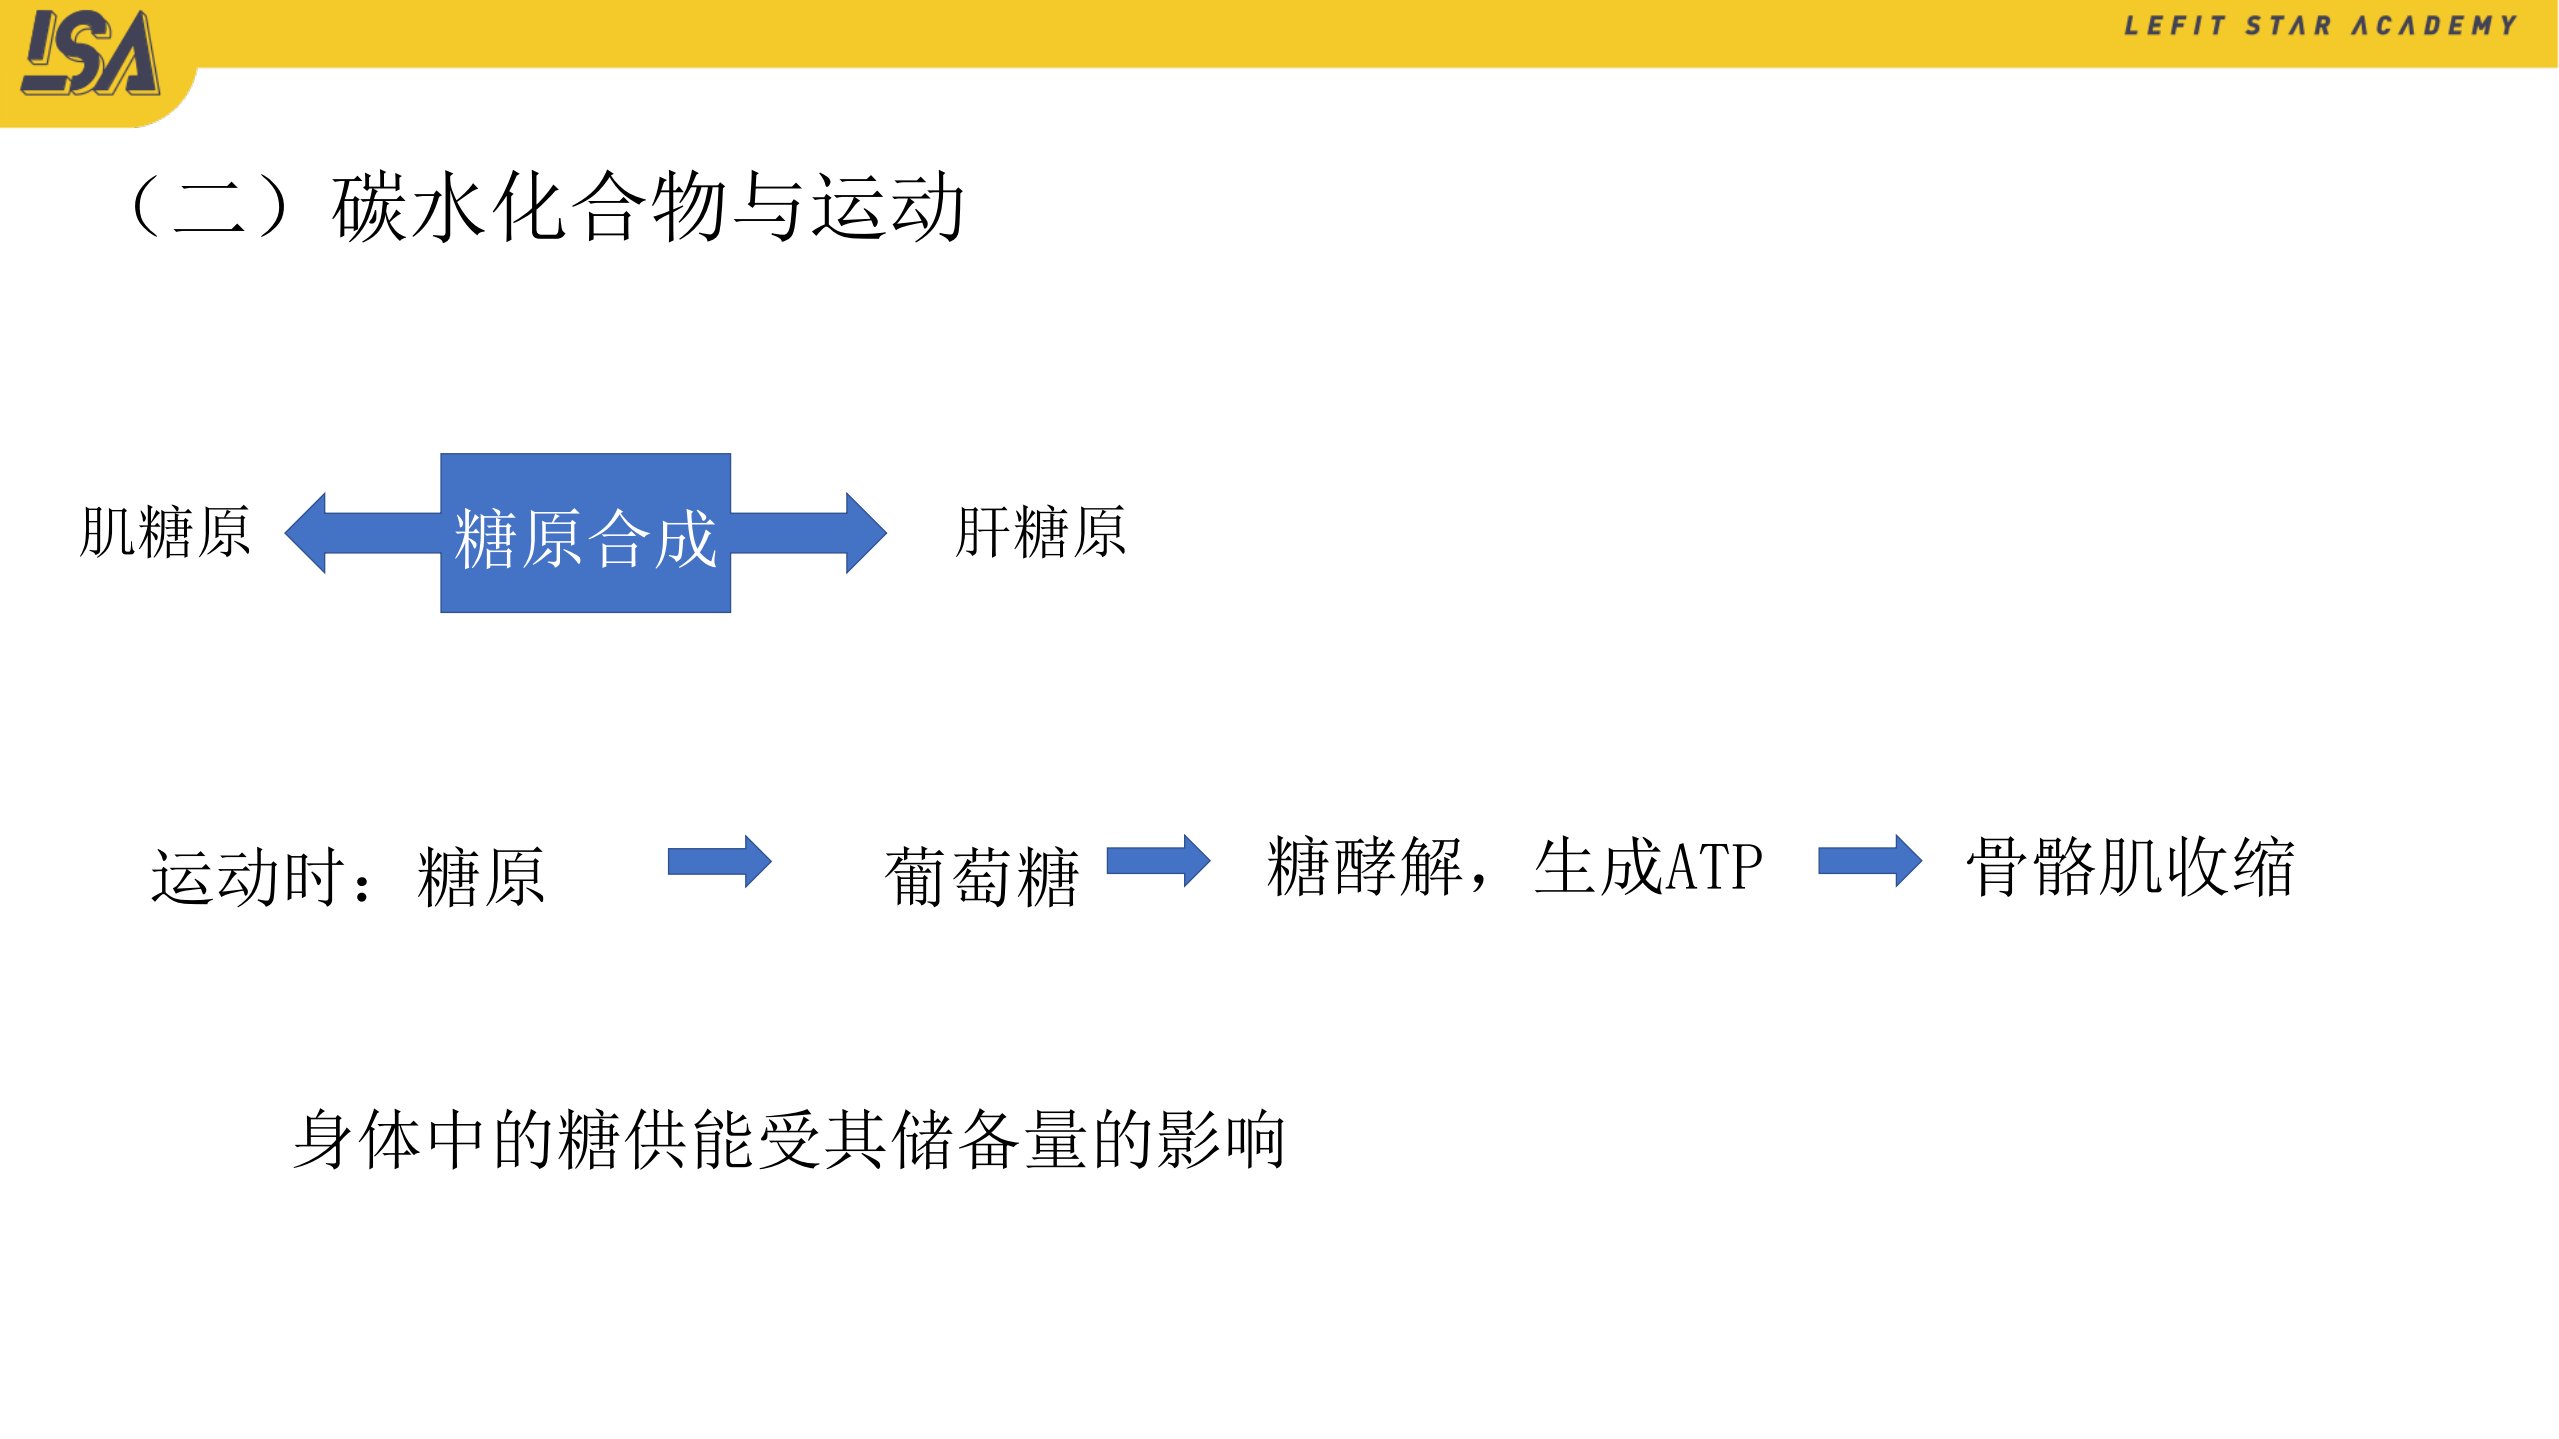 LSA
LEFIT STAR ACADEMY
（二）碳水化合物与运动
肌糖原 糖原合成 肝糖原
运动时：糖原 葡萄糖 糖酵解，生成ATP 骨骼肌收缩
身体中的糖供能受其储备量的影响